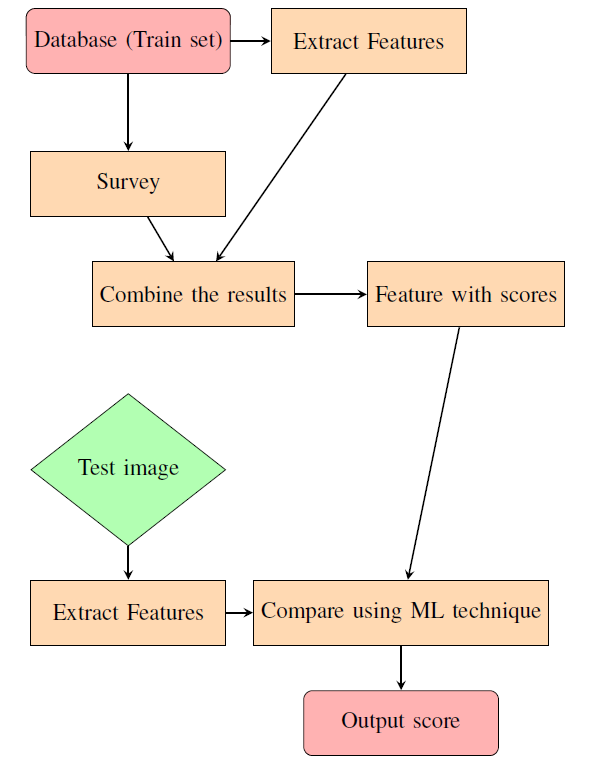 Database (Train set)
Extract Features
Survey
Combine the results
Feature with scores
Test image
Extract Features
Compare using ML technique
Output score